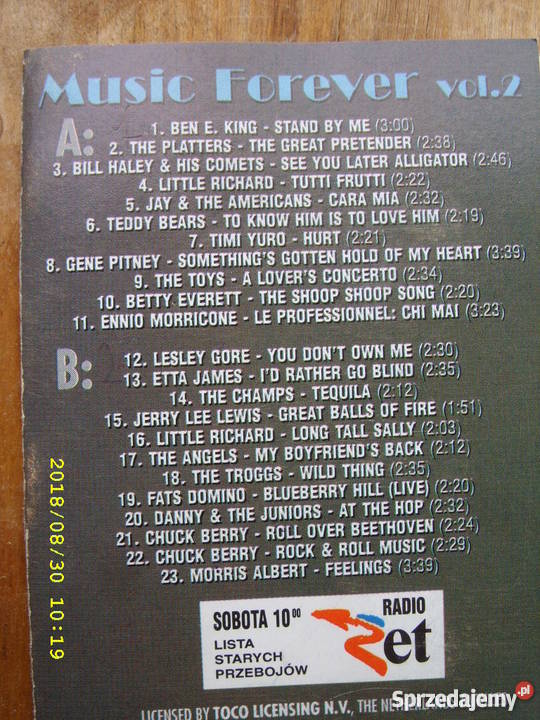 Music Forever vol.2
A:
1. BEN E. KING - STAND BY ME (3:00)
2. THE PLATTERS - THE GREAT PRETENDER (2:38)
3. BILL HALEY & HIS COMETS - SEE YOU LATER ALLIGATOR (2:46)
4. LITTLE RICHARD - TUTTI FRUTTI (2:22)
5. JAY & THE AMERICANS - CARA MIA (2:32)
6. TEDDY BEARS - TO KNOW HIM IS TO LOVE HIM (2:19)
7. TIMI YURO - HURT (2:21)
8. GENE PITNEY - SOMETHING'S GOTTEN HOLD OF MY HEART (3:39)
9. THE TOYS - A LOVER'S CONCERTO (2:34)
10. BETTY EVERETT - THE SHOOP SHOOP SONG (2:20)
11. ENNIO MORRICONE - LE PROFESSIONNEL: CHI MAI (3:23)
B:
12. LESLEY GORE - YOU DON'T OWN ME (2:30)
13. ETTA JAMES - I'D RATHER GO BLIND (2:35)
14. THE CHAMPS - TEQUILA (2:12)
15. JERRY LEE LEWIS - GREAT BALLS OF FIRE (1:51)
16. LITTLE RICHARD - LONG TALL SALLY (2:03)
17. THE ANGELS - MY BOYFRIEND'S BACK (2:12)
18. THE TROGGS - WILD THING (2:35)
19. FATS DOMINO - BLUEBERRY HILL (LIVE) (2:20)
20. DANNY & THE JUNIORS - AT THE HOP (2:32)
21. CHUCK BERRY - ROLL OVER BEETHOVEN (2:24)
22. CHUCK BERRY - ROCK & ROLL MUSIC (2:29)
23. MORRIS ALBERT - FEELINGS (3:39)
SOBOTA 10 00
LISTA
STARYCH
PRZEBOJÓW
RADIO
Zet
LICENSED BY TOCO LICENSING N.V., THE
2018/08/30 10:19
Sprzedajemy.pl